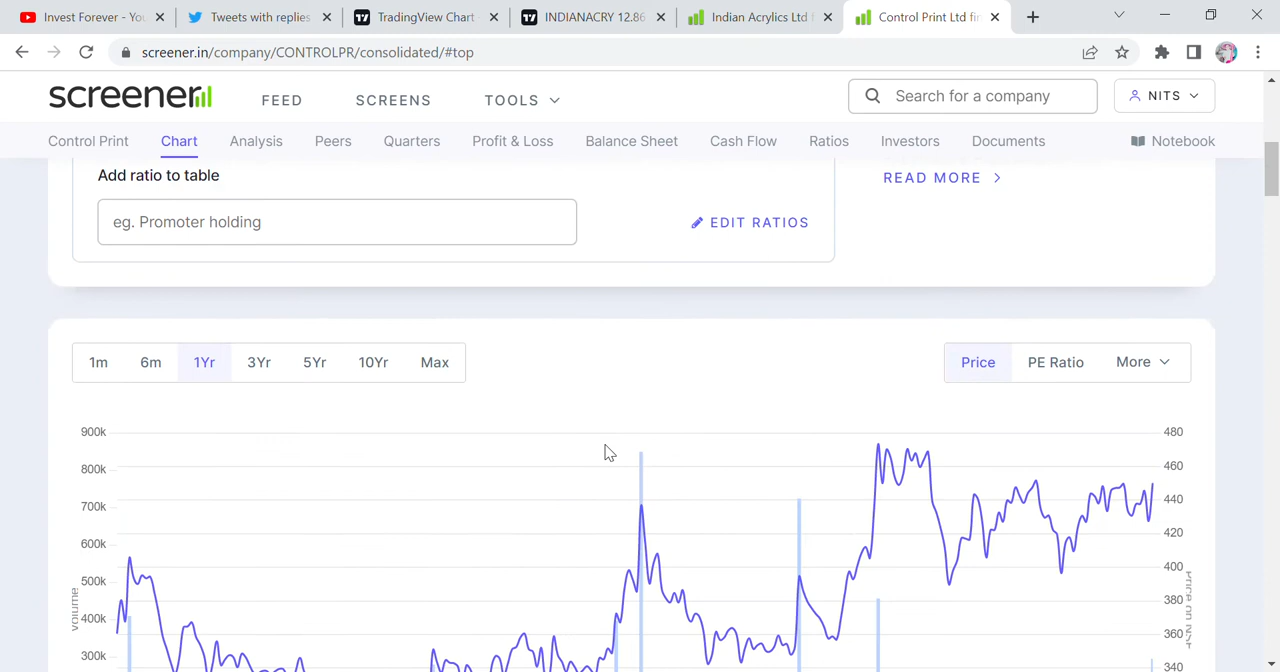 Invest Forever - Yo
Tweets with replies
TradingView Chart
INDIANACRY 12.86
Indian Acrylics Ltd f
Control Print Ltd fin
screener.in/company/CONTROLPR/consolidated/#top
screener
FEED
SCREENS
TOOLS
Search for a company
NITS
Control Print
Chart
Analysis
Peers
Quarters
Profit & Loss
Balance Sheet
Cash Flow
Ratios
Investors
Documents
Notebook
Add ratio to table
READ MORE
eg. Promoter holding
EDIT RATIOS
1m
6m
1Yr
3Yr
5Yr
10Yr
Max
Price
PE Ratio
More
900k
800k
700k
600k
500k
400k
300k
Volume
480
460
440
420
400
380
360
340
Price on